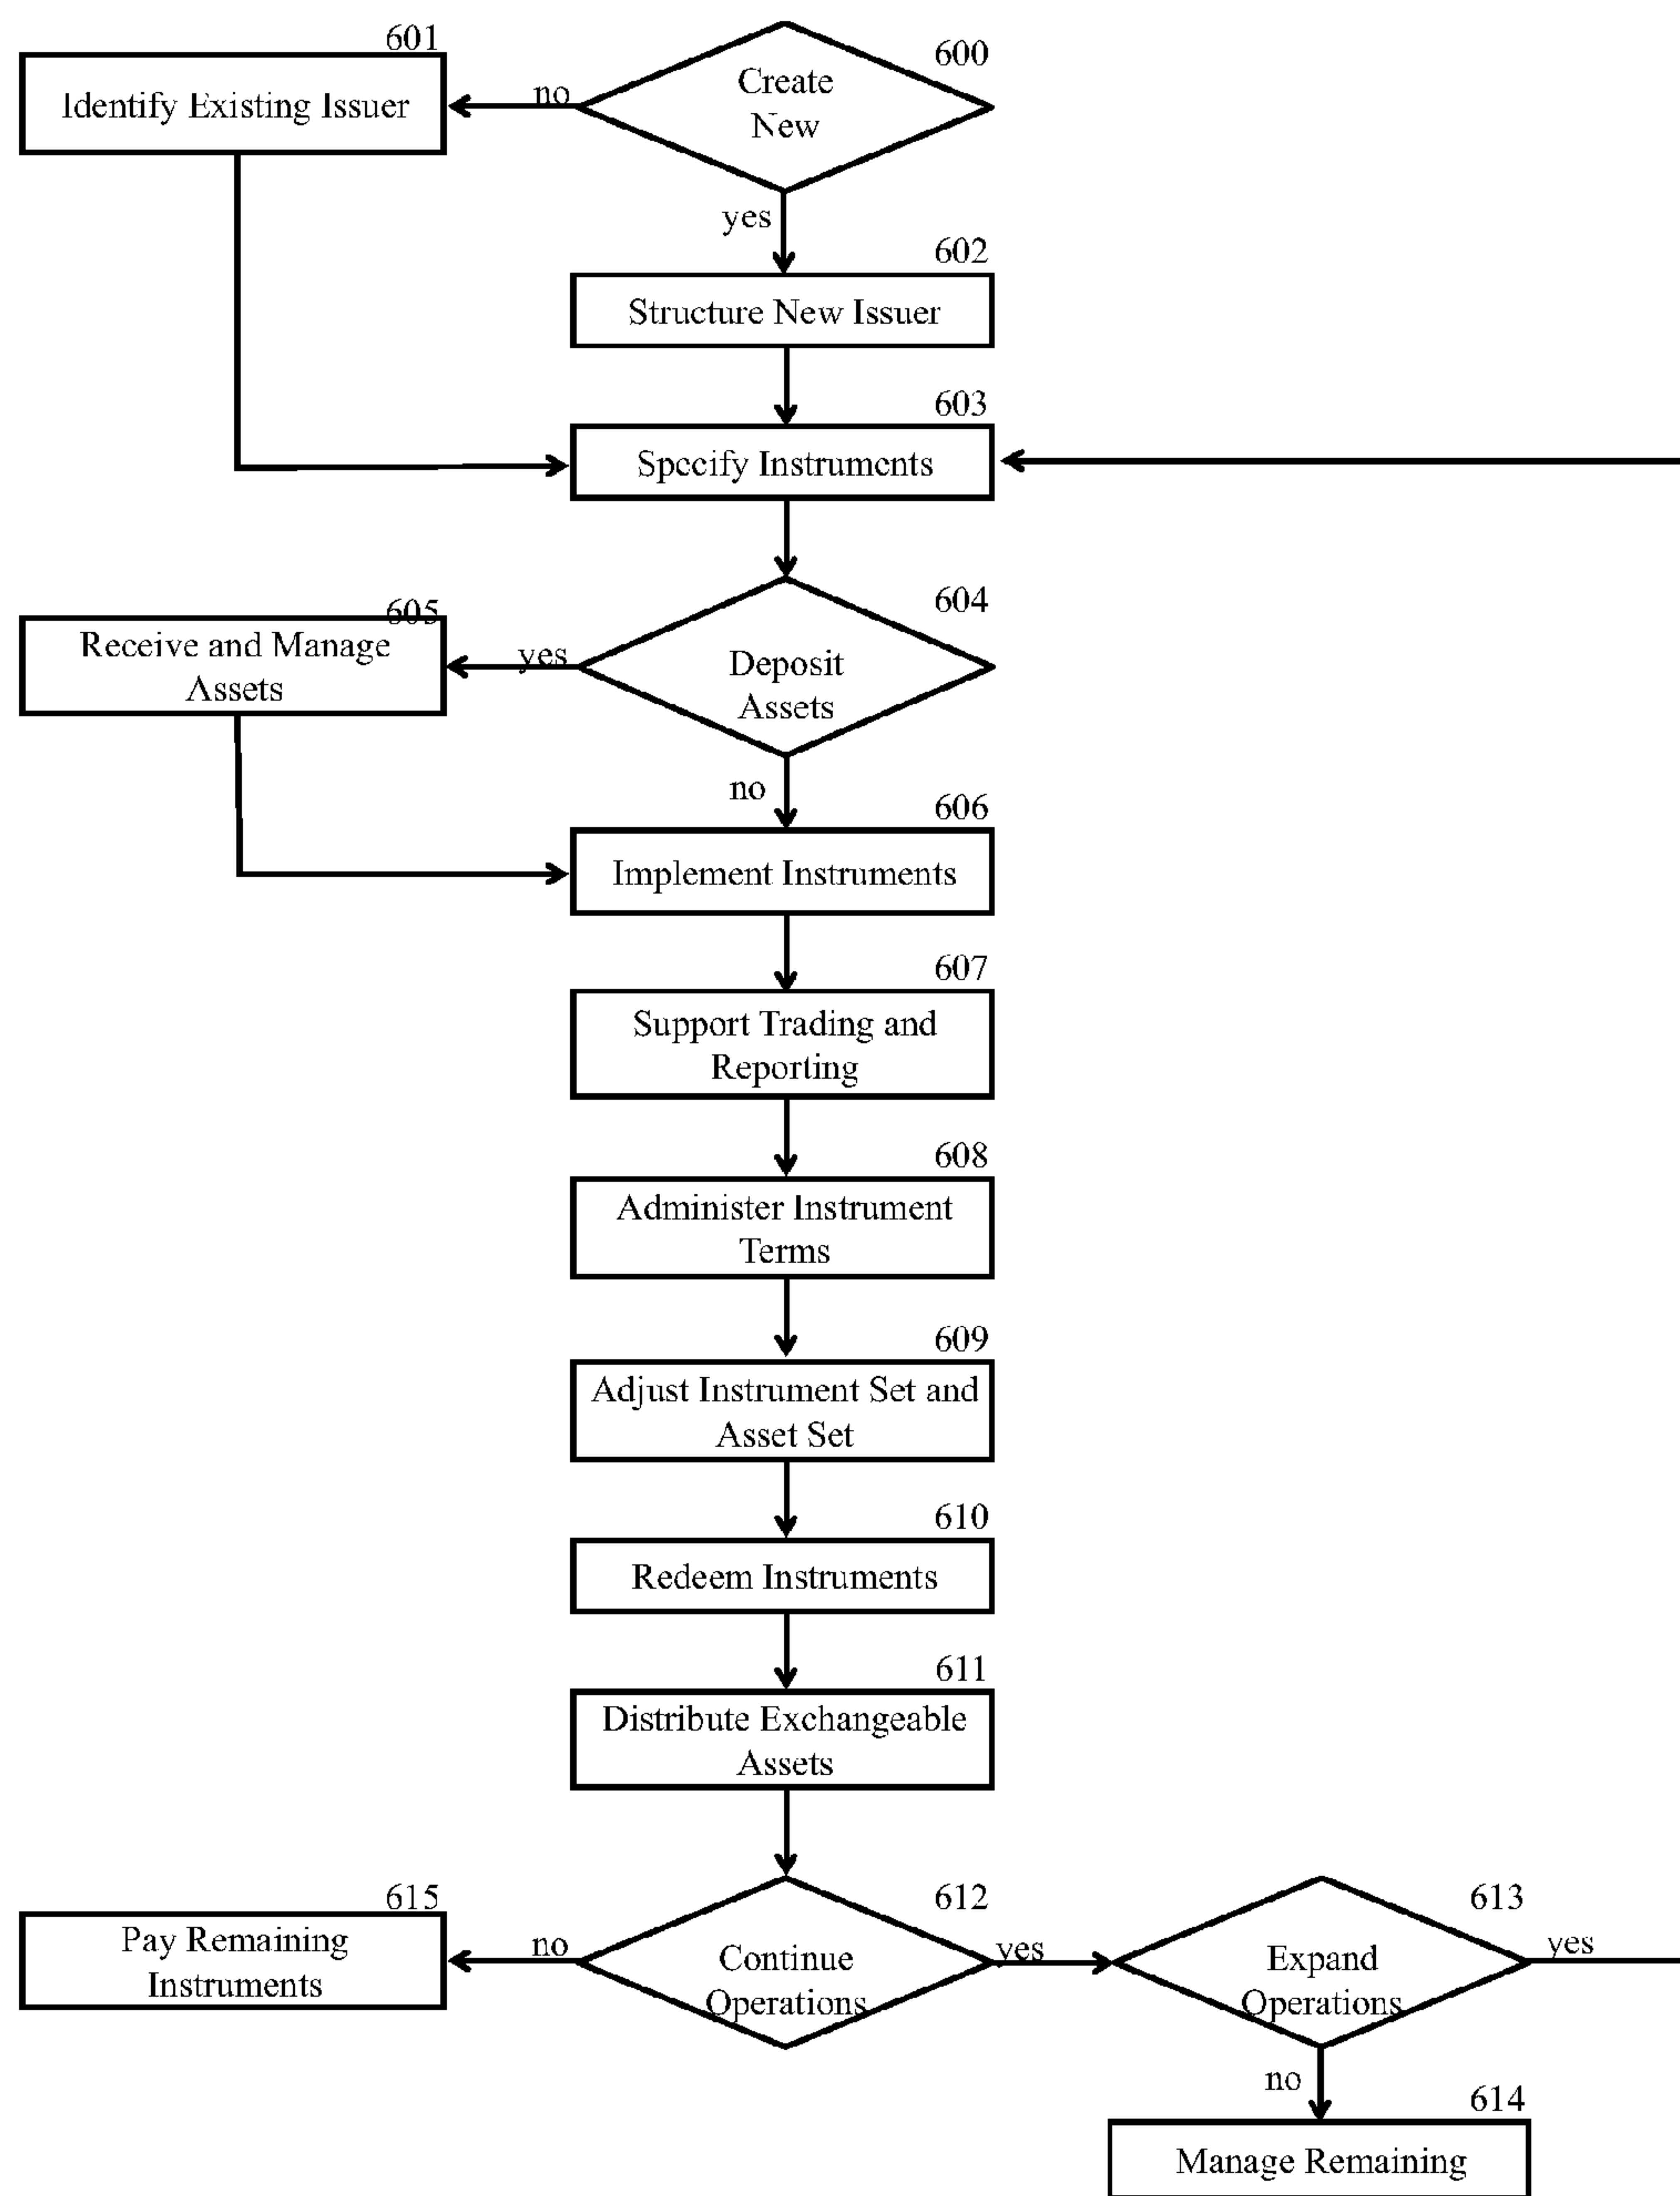 601
600
Identify Existing Issuer
no
Create
New
yes
602
Structure New Issuer
603
Specify Instruments
604
605
Receive and Manage
Assets
yes
Deposit
Assets
no
606
Implement Instruments
607
Support Trading and
Reporting
608
Administer Instrument
Terms
609
Adjust Instrument Set and
Asset Set
610
Redeem Instruments
611
Distribute Exchangeable
Assets
615
612
613
Pay Remaining
Instruments
no
Continue
Operations
yes
Expand
Operations
yes
no
614
Manage Remaining